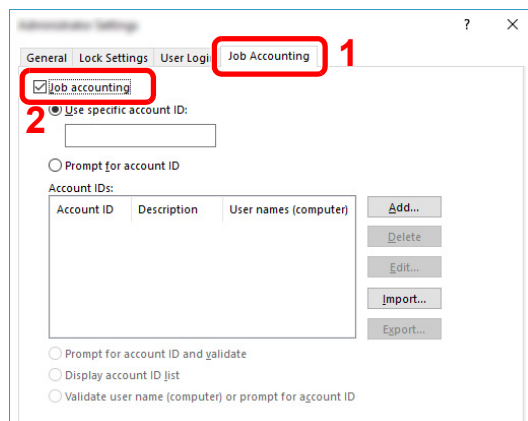 ? ×
General Lock Settings User Login Job Accounting 1
Job accounting
2 Use specific account ID:
Prompt for account ID
Account IDs:
Account ID Description User names (computer) Add...
Delete
Edit...
Import...
Export...
Prompt for account ID and validate
Display account ID list
Validate user name (computer) or prompt for account ID